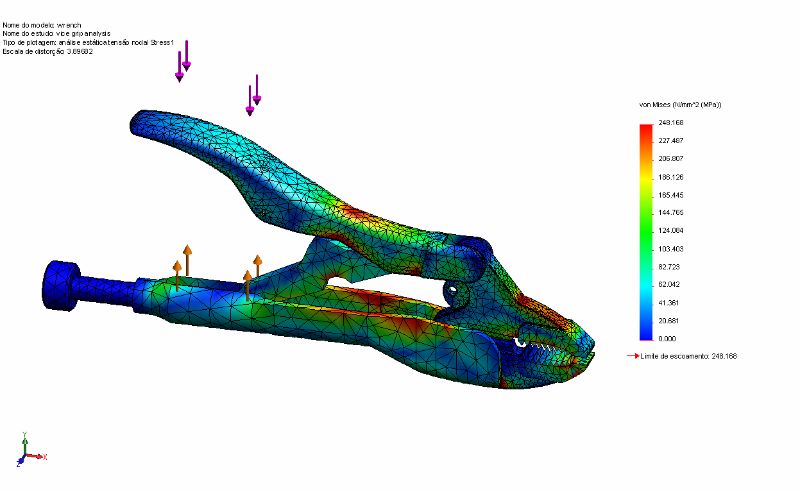 Nome do modelo: wrench
Nome do estudo: vice grip analysis
Tipo de plotagem: análise estática tensão nodal Stress1
Escala de distorção: 3.89682
von Mises (N/mm^2 (MPa))
248.168
227.487
206.807
186.126
165.445
144.765
124.084
103.403
82.723
62.042
41.361
20.681
0.000
Limite de escoamento: 248.168
Y
X
Z